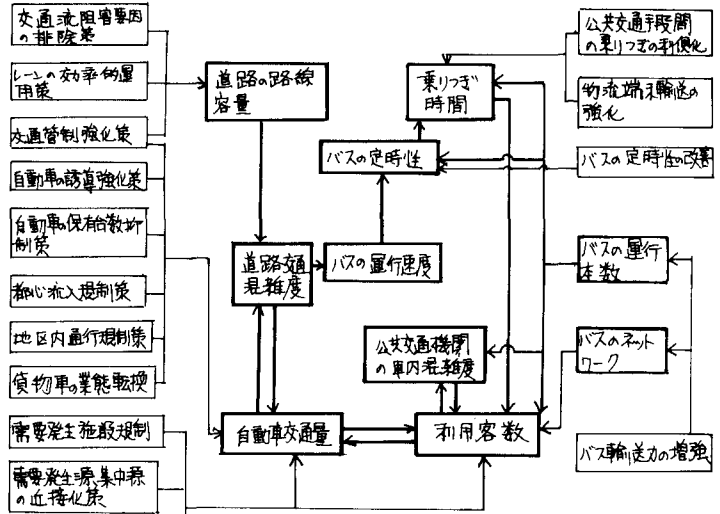 交通流阻害要因
の排除策
レーンの効率的運
用策
交通管制強化策
自動車の誘導強化策
自動車の保有台数抑
制策
都心流入規制策
地区内通行規制策
貨物車の業態転換
需要発生施設規制
需要発生源,集中源
の近接化策
道路の路線
容量
道路交通
混雑度
自動車交通量
バスの運行速度
バスの定時性
乗りつぎ
時間
公共交通機関
の車内混雑度
利用客数
公共交通手段間
の乗りつぎの利便化
物流端末輸送の
強化
バスの定時性の改善
バスの運行
本数
バスのネット
ワーク
バス輸送力の増強